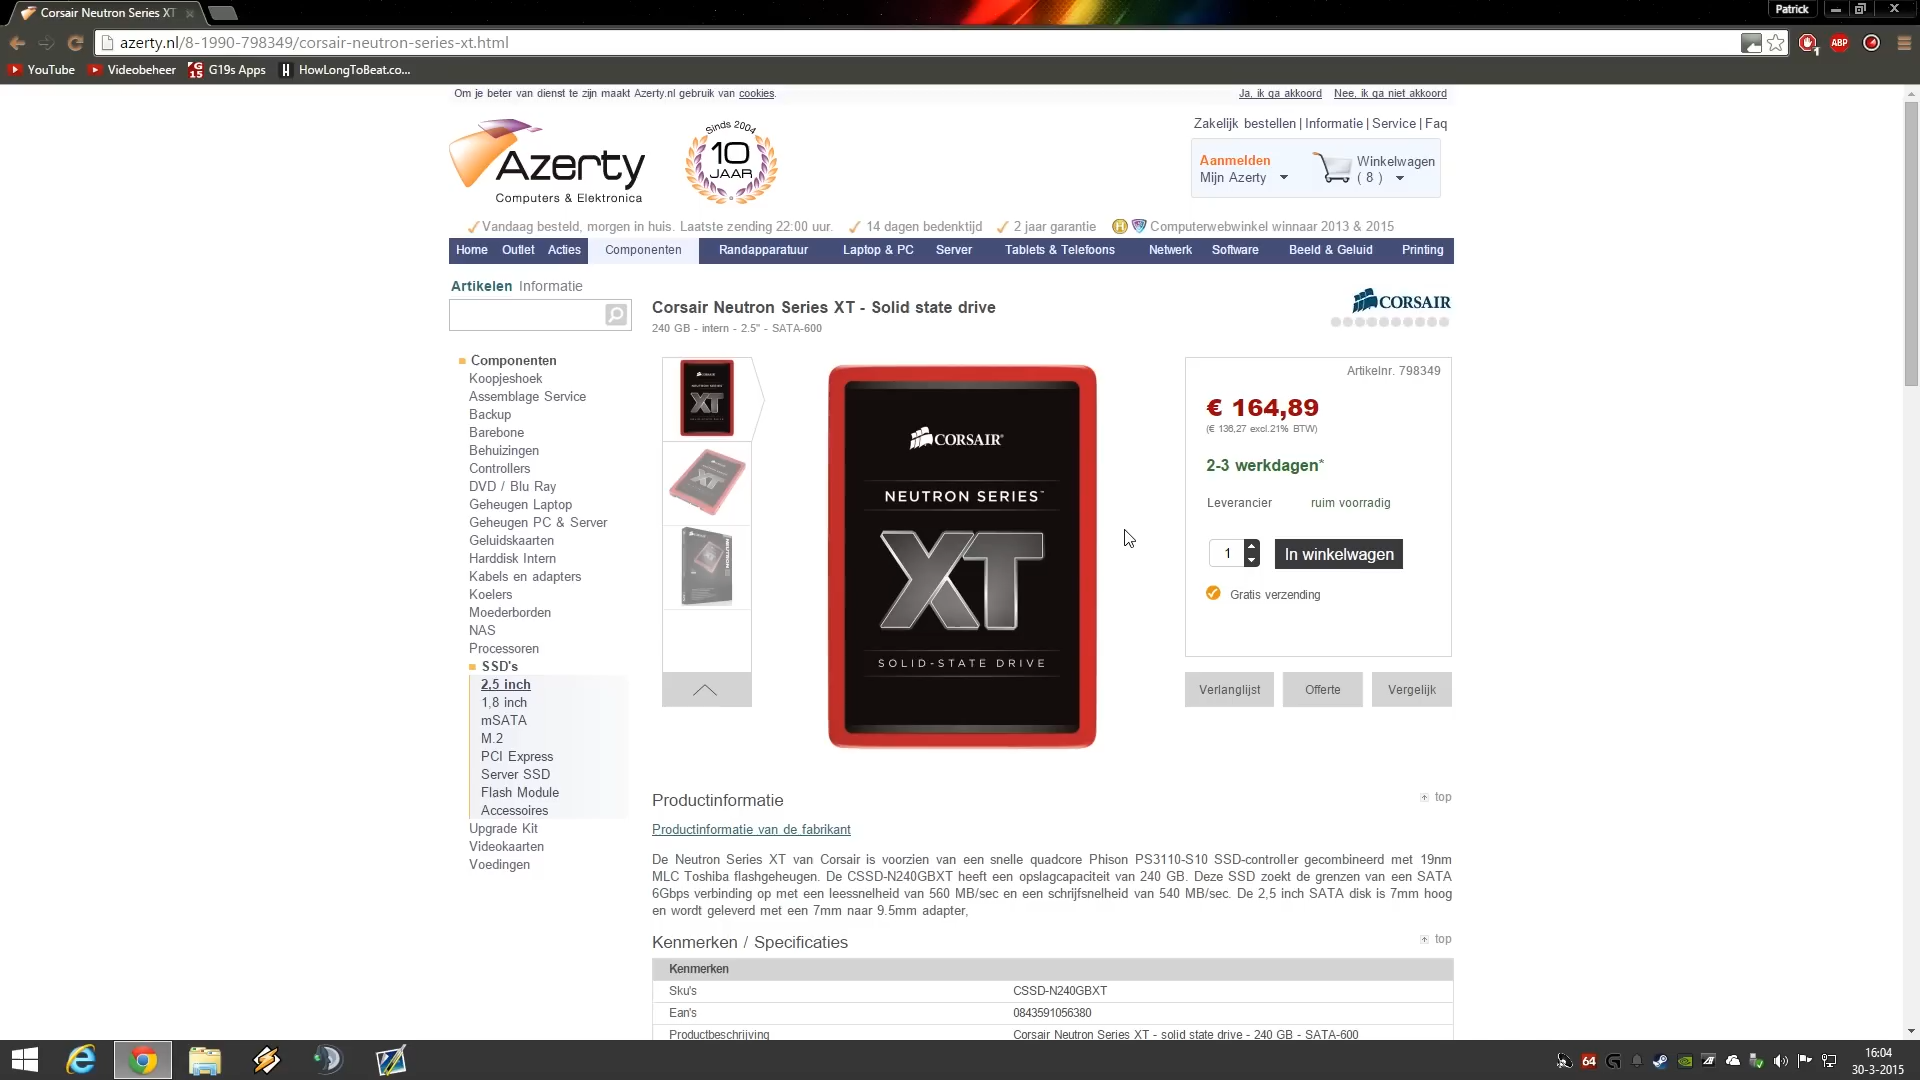 Corsair Neutron Series XT
Patrick
azerty.nl/8-1990-798349/corsair-neutron-series-xt.html
1
ABP
YouTube
Videobeheer
G15
G19s Apps
H
HowLongToBeat.co...
Om je beter van dienst te zijn maakt Azerty.nl gebruik van cookies.
Ja, ik ga akkoord
Nee, ik ga niet akkoord
Zakelijk bestellen | Informatie | Service | Faq
Azerty
Computers & Elektronica
Sinds 2004
10
JAAR
Aanmelden
Mijn Azerty
Winkelwagen
( 8 )
Vandaag besteld, morgen in huis. Laatste zending 22:00 uur.
14 dagen bedenktijd
2 jaar garantie
Computerwebwinkel winnaar 2013 & 2015
Home
Outlet
Acties
Componenten
Randapparatuur
Laptop & PC
Server
Tablets & Telefoons
Netwerk
Software
Beeld & Geluid
Printing
Artikelen Informatie
Componenten
Koopjeshoek
Assemblage Service
Backup
Barebone
Behuizingen
Controllers
DVD / Blu Ray
Geheugen Laptop
Geheugen PC & Server
Geluidskaarten
Harddisk Intern
Kabels en adapters
Koelers
Moederborden
NAS
Processoren
SSD's
2,5 inch
1,8 inch
mSATA
M.2
PCI Express
Server SSD
Flash Module
Accessoires
Upgrade Kit
Videokaarten
Voedingen
Corsair Neutron Series XT - Solid state drive
240 GB - intern - 2.5" - SATA-600
CORSAIR
CORSAIR
NEUTRON SERIES
XT
XT
CORSAIR
NEUTRON SERIES™
XT
SOLID-STATE DRIVE
Artikelnr. 798349
€ 164,89
(€ 136,27 excl.21% BTW)
2-3 werkdagen*
Leverancier
ruim voorradig
1
In winkelwagen
Gratis verzending
Verlanglijst
Offerte
Vergelijk
Productinformatie
top
Productinformatie van de fabrikant
De Neutron Series XT van Corsair is voorzien van een snelle quadcore Phison PS3110-S10 SSD-controller gecombineerd met 19nm
MLC Toshiba flashgeheugen. De CSSD-N240GBXT heeft een opslagcapaciteit van 240 GB. Deze SSD zoekt de grenzen van een SATA
6Gbps verbinding op met een leessnelheid van 560 MB/sec en een schrijfsnelheid van 540 MB/sec. De 2,5 inch SATA disk is 7mm hoog
en wordt geleverd met een 7mm naar 9.5mm adapter,
Kenmerken / Specificaties
top
Kenmerken
Sku's
CSSD-N240GBXT
Ean's
0843591056380
Productbeschrijving
Corsair Neutron Series XT - solid state drive - 240 GB - SATA-600
64
16:04
30-3-2015